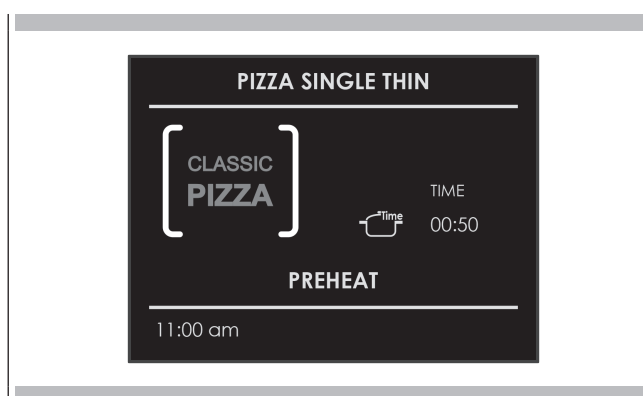 PIZZA SINGLE THIN
CLASSIC
PIZZA
TIME
Time
00:50
PREHEAT
11:00 am